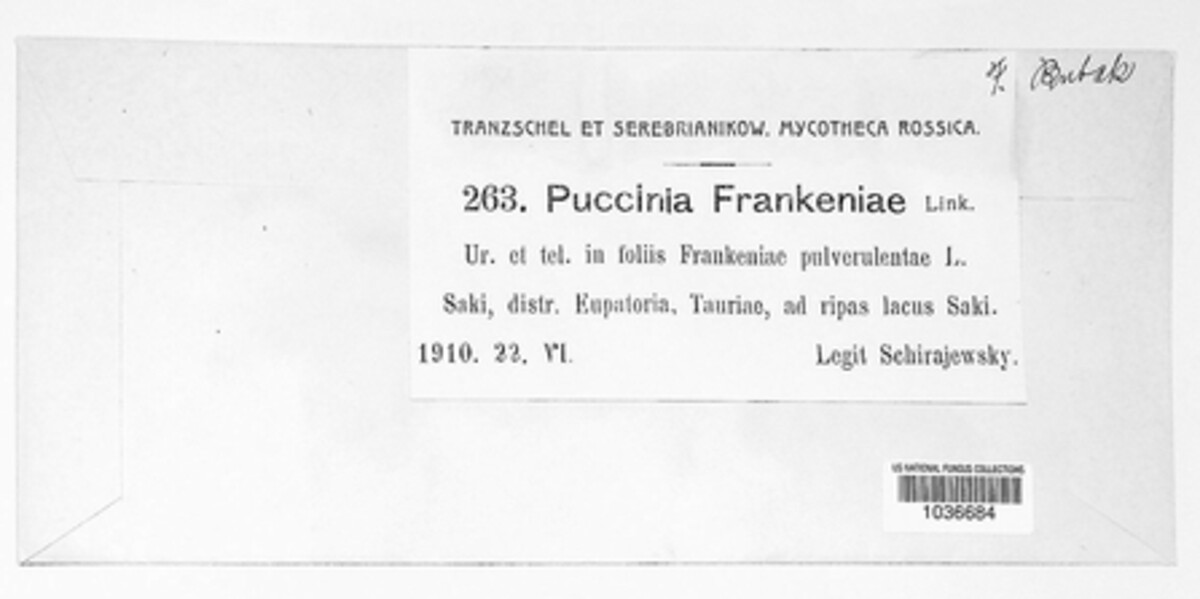 Bubak
TRANZSCHEL ET SEREBRIANIKOW. MYCOTHECA ROSSICA.
263. Puccinia Frankeniae Link.
Ur. et tel. in foliis Frankeniae pulverulentae L.
Saki, distr. Eupatoria, Tauriae, ad ripas lacus Saki.
1910. 22. VI. Legit Schirajewsky.
US NATIONAL FUNGUS COLLECTIONS
1036684